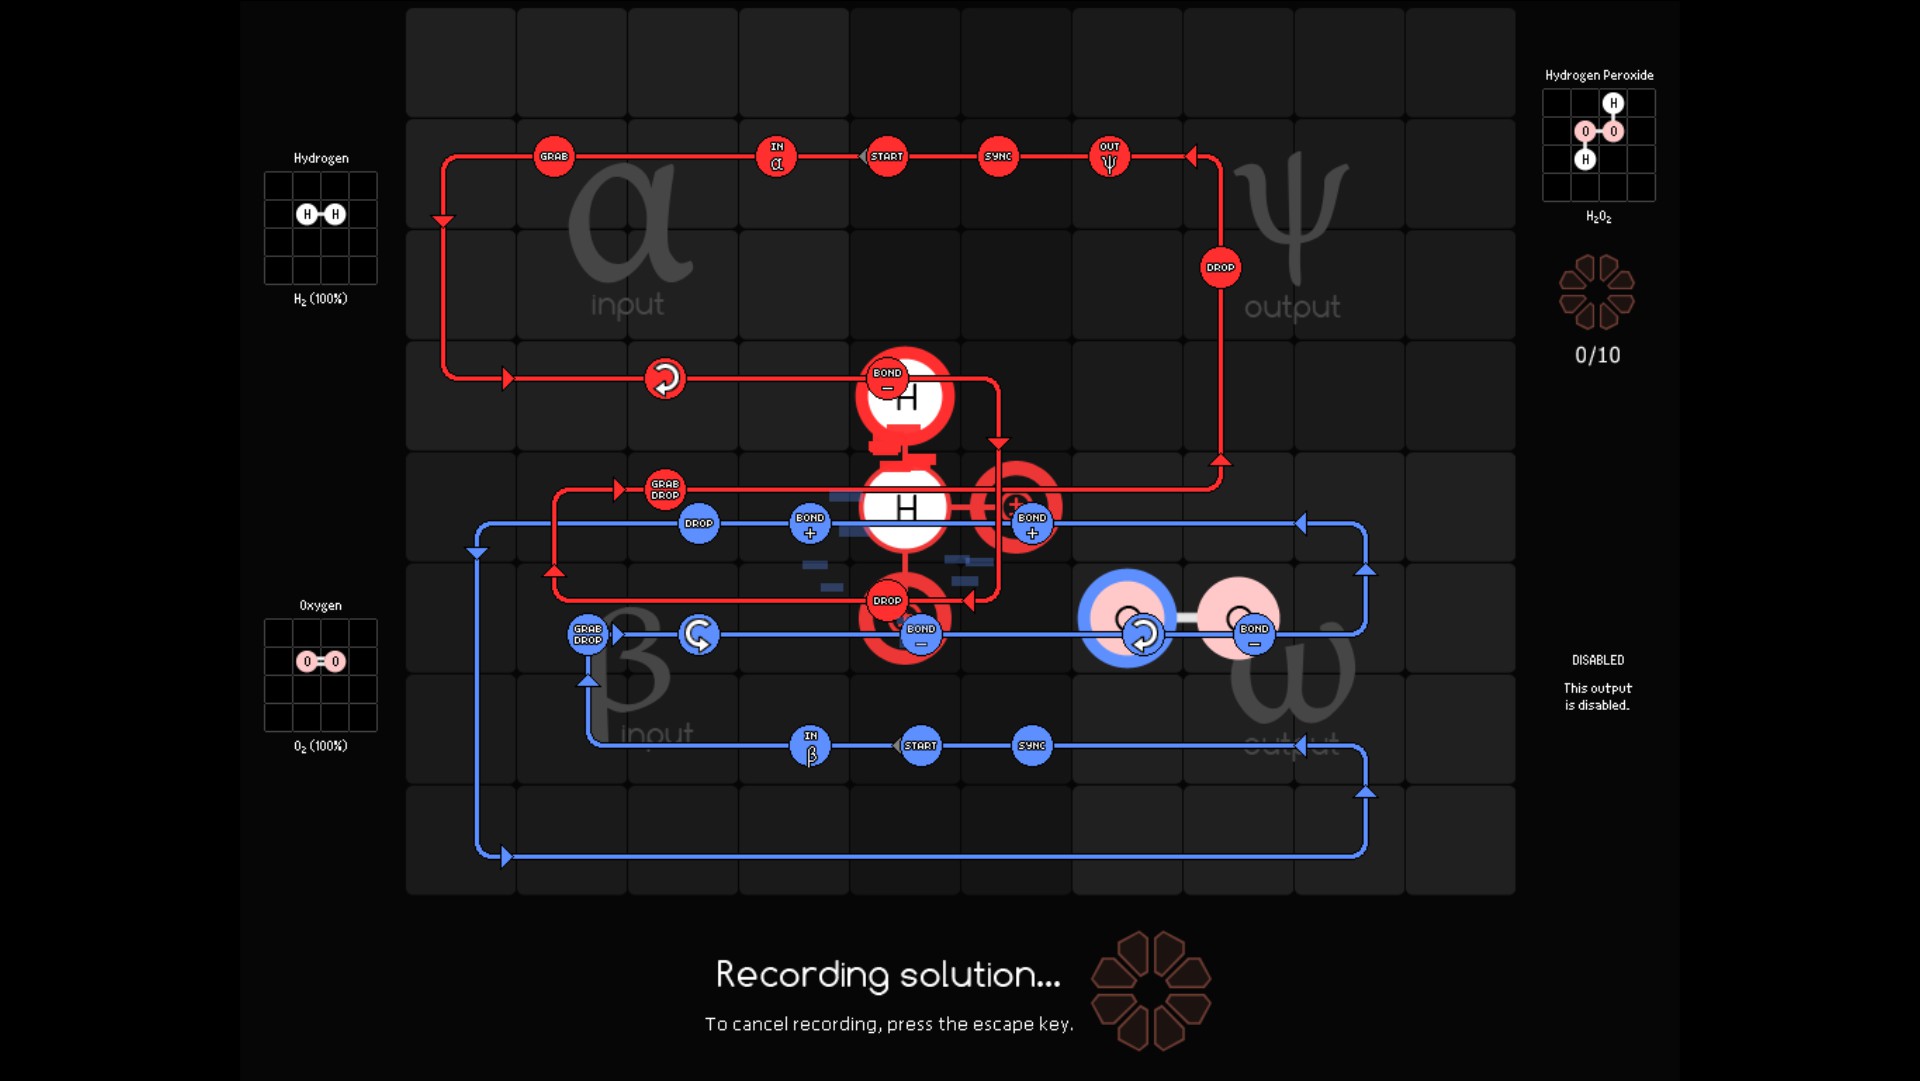 Hydrogen Peroxide
H
O O
H
H₂O₂
0/10
DISABLED
This output
is disabled.
Hydrogen
H H
H₂ (100%)
Oxygen
O O
O₂ (100%)
GRAB
IN
α
START
SYNC
OUT
ψ
α
input
ψ
output
DROP
BOND
−
H
GRAB
DROP
H
DROP
BOND
+
BOND
+
DROP
GRAB
DROP
BOND
−
BOND
−
β
input
ω
output
IN
β
START
SYNC
Recording solution...
To cancel recording, press the escape key.